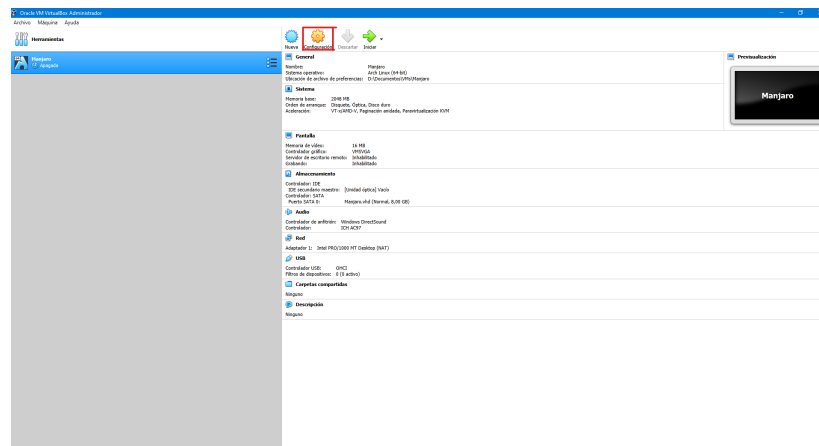 Oracle VM VirtualBox Administrador
Archivo Máquina Ayuda
Herramientas
Nueva Configuración Descartar Iniciar
Manjaro
Apagada
General
Nombre: Manjaro
Sistema operativo: Arch Linux (64-bit)
Ubicación de archivo de preferencias: D:\Documentos\VMs\Manjaro
Previsualización
Manjaro
Sistema
Memoria base: 2048 MB
Orden de arranque: Disquete, Óptica, Disco duro
Aceleración: VT-x/AMD-V, Paginación anidada, Paravirtualización KVM
Pantalla
Memoria de vídeo: 16 MB
Controlador gráfico: VMSVGA
Servidor de escritorio remoto: Inhabilitado
Grabando: Inhabilitado
Almacenamiento
Controlador: IDE
IDE secundario maestro: [Unidad óptica] Vacío
Controlador: SATA
Puerto SATA 0: Manjaro.vhd (Normal, 8,00 GB)
Audio
Controlador de anfitrión: Windows DirectSound
Controlador: ICH AC97
Red
Adaptador 1: Intel PRO/1000 MT Desktop (NAT)
USB
Controlador USB: OHCI
Filtros de dispositivos: 0 (0 activo)
Carpetas compartidas
Ninguno
Descripción
Ninguno